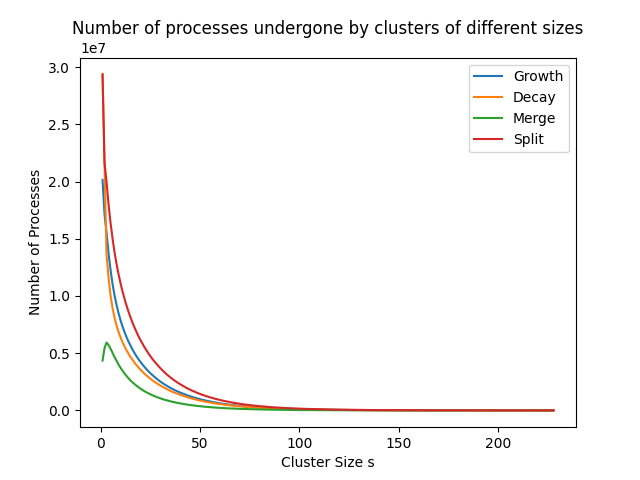 Number of processes undergone by clusters of different sizes
1e7
3.0
2.5
2.0
1.5
1.0
0.5
0.0
Number of Processes
Growth
Decay
Merge
Split
0
50
100
150
200
Cluster Size s